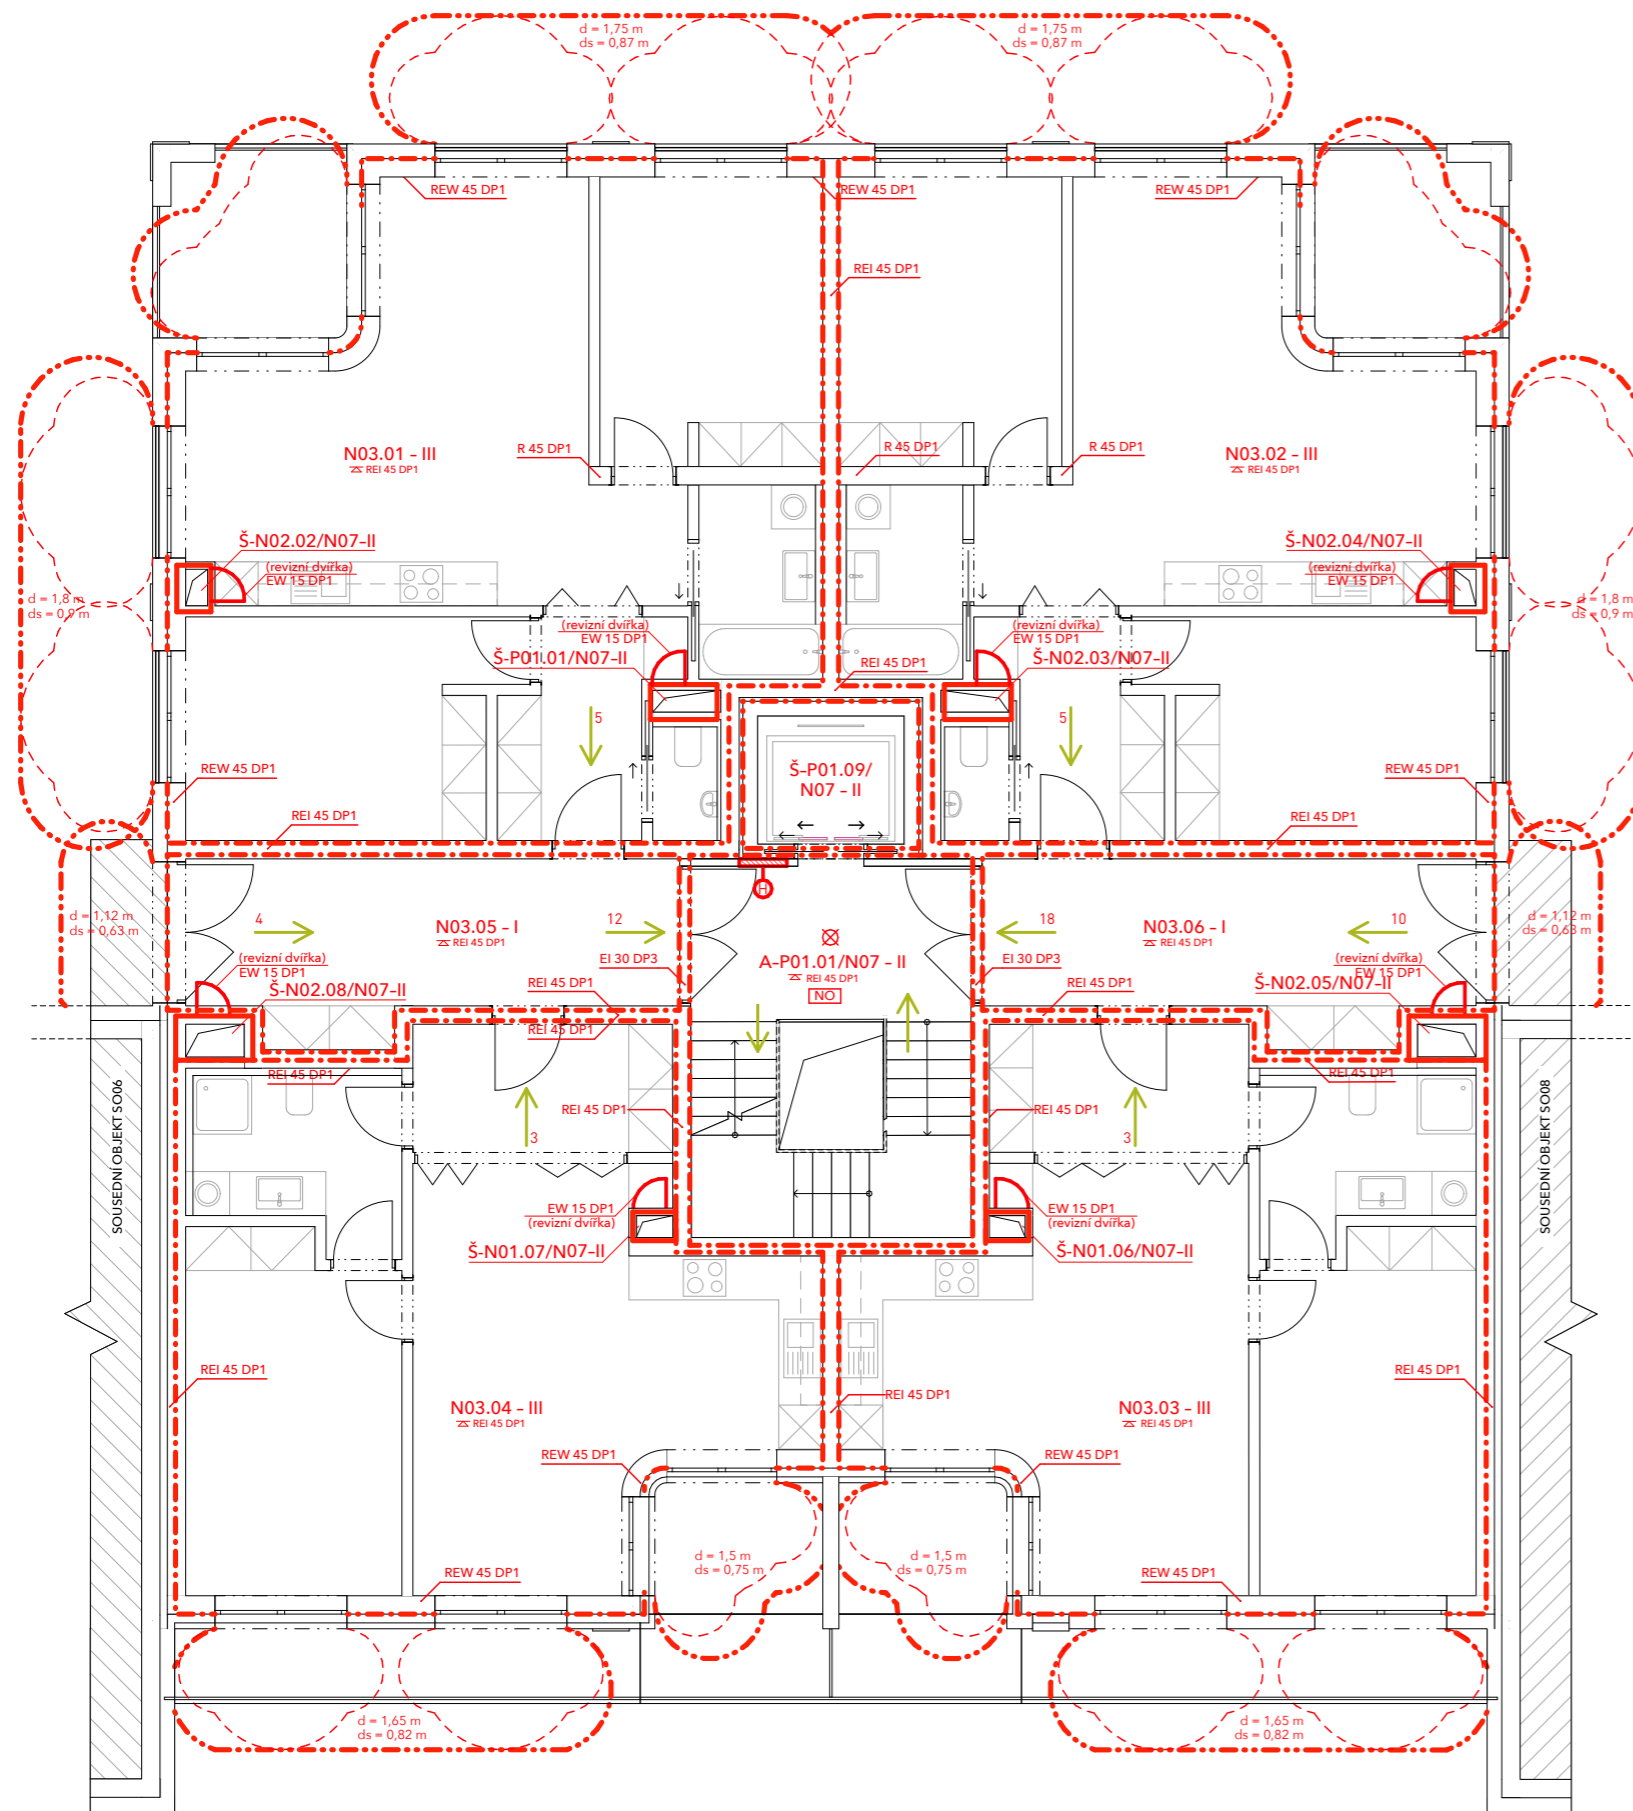 d = 1,75 m
ds = 0,87 m
d = 1,75 m
ds = 0,87 m
REW 45 DP1
REW 45 DP1
REW 45 DP1
REI 45 DP1
N03.01 - III
REI 45 DP1
R 45 DP1
R 45 DP1
R 45 DP1
N03.02 - III
REI 45 DP1
Š-N02.02/N07-II
(revizní dvířka)
EW 15 DP1
Š-N02.04/N07-II
(revizní dvířka)
EW 15 DP1
d = 1,8 m
ds = 0,9 m
d = 1,8 m
ds = 0,9 m
(revizní dvířka)
EW 15 DP1
Š-P01.01/N07-II
(revizní dvířka)
EW 15 DP1
Š-N02.03/N07-II
REI 45 DP1
5
5
Š-P01.09/
N07 - II
REW 45 DP1
REW 45 DP1
REI 45 DP1
REI 45 DP1
H
d = 1,12 m
ds = 0,63 m
4
N03.05 - I
REI 45 DP1
12
18
N03.06 - I
REI 45 DP1
10
d = 1,12 m
ds = 0,63 m
(revizní dvířka)
EW 15 DP1
Š-N02.08/N07-II
EI 30 DP3
A-P01.01/N07 - II
REI 45 DP1
NO
EI 30 DP3
(revizní dvířka)
EW 15 DP1
Š-N02.05/N07-II
REI 45 DP1
REI 45 DP1
REI 45 DP1
REI 45 DP1
REI 45 DP1
SOUSEDNÍ OBJEKT SO06
SOUSEDNÍ OBJEKT SO08
REI 45 DP1
REI 45 DP1
3
3
EW 15 DP1
(revizní dvířka)
Š-N01.07/N07-II
EW 15 DP1
(revizní dvířka)
Š-N01.06/N07-II
REI 45 DP1
REI 45 DP1
REI 45 DP1
N03.04 - III
REI 45 DP1
N03.03 - III
REI 45 DP1
REW 45 DP1
REW 45 DP1
d = 1,5 m
ds = 0,75 m
d = 1,5 m
ds = 0,75 m
REW 45 DP1
REW 45 DP1
d = 1,65 m
ds = 0,82 m
d = 1,65 m
ds = 0,82 m